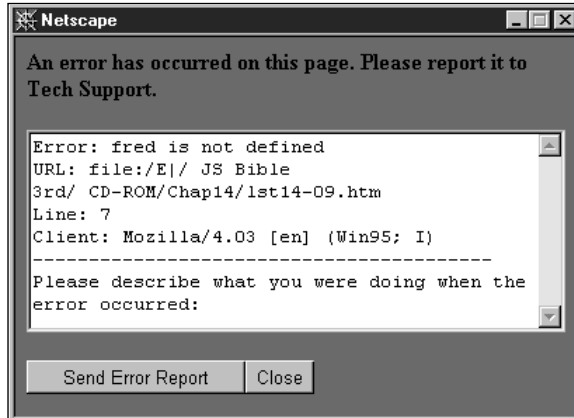 Netscape
An error has occurred on this page. Please report it to
Tech Support.
Error: fred is not defined
URL: file:/E|/ JS Bible
3rd/ CD-ROM/Chap14/lst14-09.htm
Line: 7
Client: Mozilla/4.03 [en] (Win95; I)
-----------------------------------------
Please describe what you were doing when the
error occurred:
Send Error Report Close